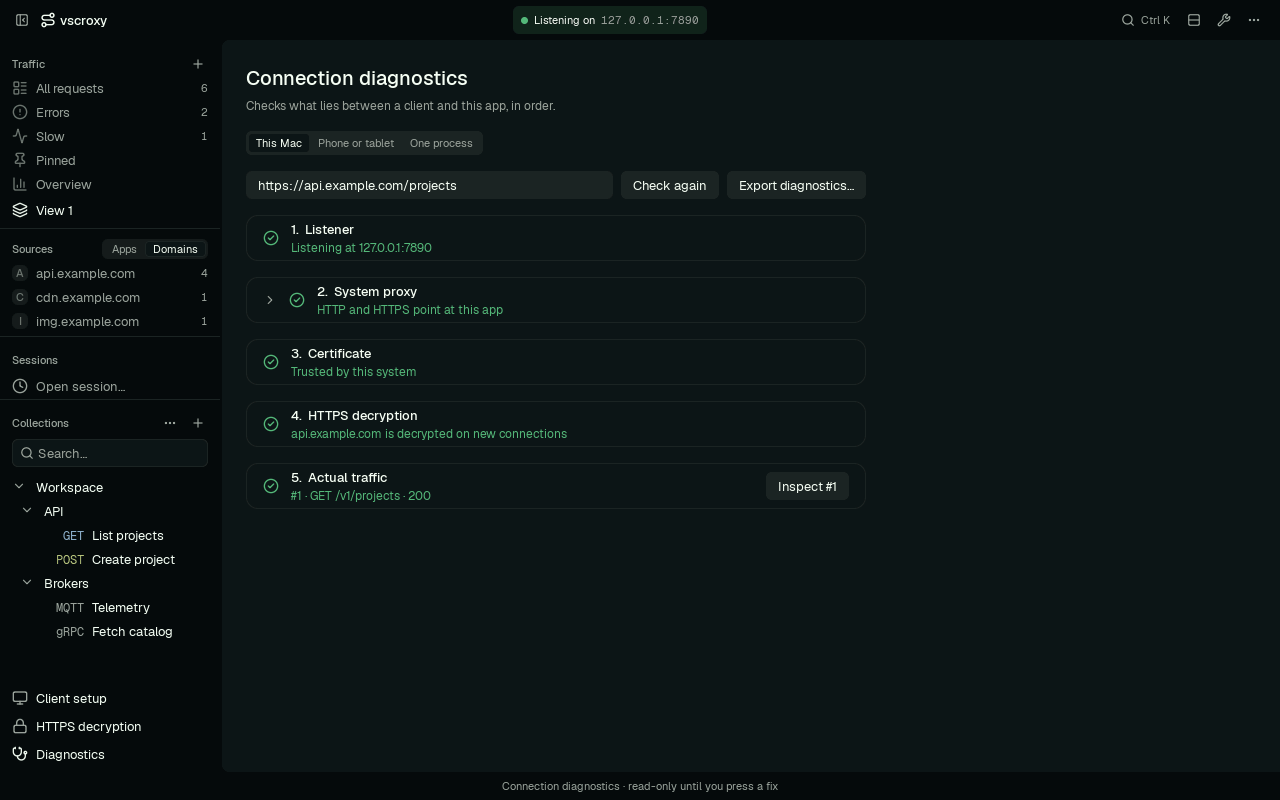 vscroxy
Listening on 127.0.0.1:7890
Ctrl K
Traffic
All requests 6
Errors 2
Slow 1
Pinned
Overview
View 1
Sources Apps Domains
A api.example.com 4
C cdn.example.com 1
I img.example.com 1
Sessions
Open session...
Collections
Search...
Workspace
API
GET List projects
POST Create project
Brokers
MQTT Telemetry
gRPC Fetch catalog
Client setup
HTTPS decryption
Diagnostics
Connection diagnostics
Checks what lies between a client and this app, in order.
This Mac Phone or tablet One process
https://api.example.com/projects Check again Export diagnostics...
1. Listener
Listening at 127.0.0.1:7890
2. System proxy
HTTP and HTTPS point at this app
3. Certificate
Trusted by this system
4. HTTPS decryption
api.example.com is decrypted on new connections
5. Actual traffic
#1 · GET /v1/projects · 200
Inspect #1
Connection diagnostics · read-only until you press a fix